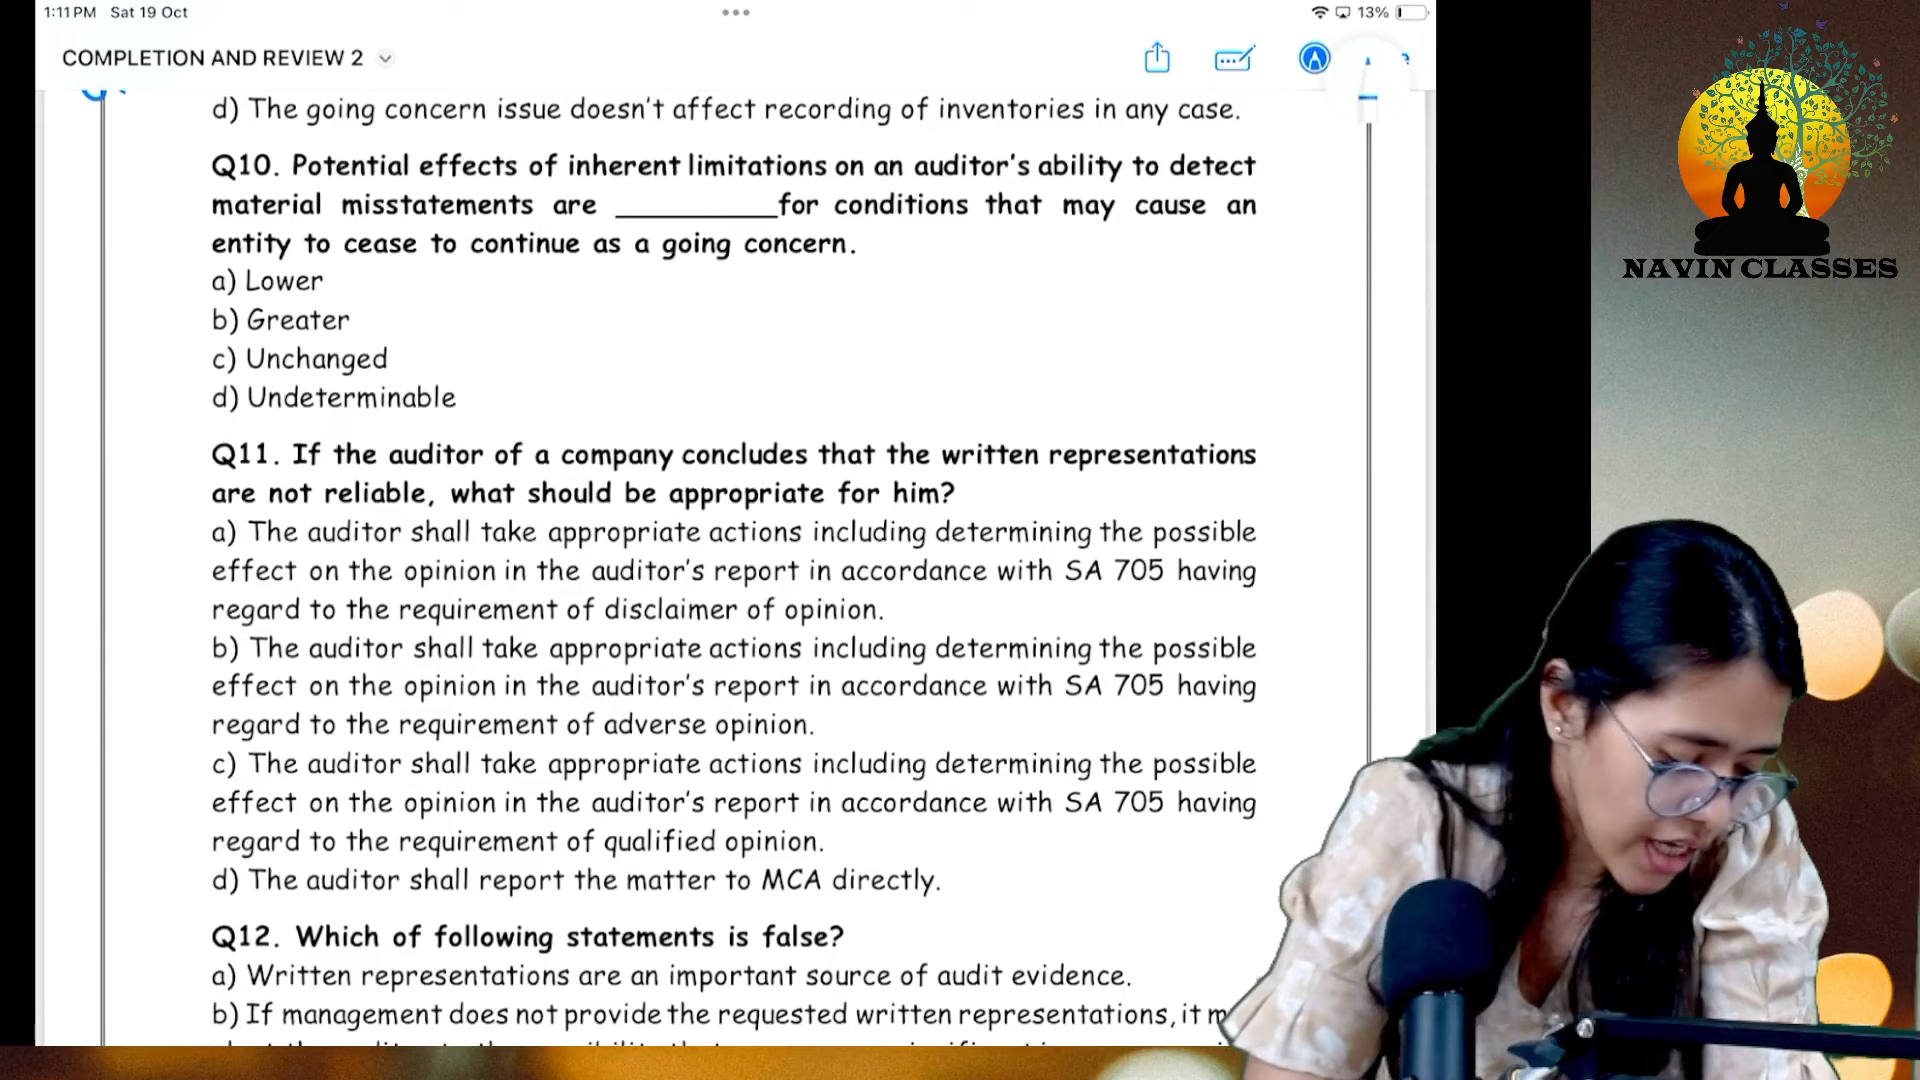 1:11 PM Sat 19 Oct
13%
COMPLETION AND REVIEW 2
d) The going concern issue doesn't affect recording of inventories in any case.
Q10. Potential effects of inherent limitations on an auditor's ability to detect
material misstatements are __________for conditions that may cause an
entity to cease to continue as a going concern.
a) Lower
b) Greater
c) Unchanged
d) Undeterminable
Q11. If the auditor of a company concludes that the written representations
are not reliable, what should be appropriate for him?
a) The auditor shall take appropriate actions including determining the possible
effect on the opinion in the auditor's report in accordance with SA 705 having
regard to the requirement of disclaimer of opinion.
b) The auditor shall take appropriate actions including determining the possible
effect on the opinion in the auditor's report in accordance with SA 705 having
regard to the requirement of adverse opinion.
c) The auditor shall take appropriate actions including determining the possible
effect on the opinion in the auditor's report in accordance with SA 705 having
regard to the requirement of qualified opinion.
d) The auditor shall report the matter to MCA directly.
Q12. Which of following statements is false?
a) Written representations are an important source of audit evidence.
b) If management does not provide the requested written representations, it
NAVIN CLASSES